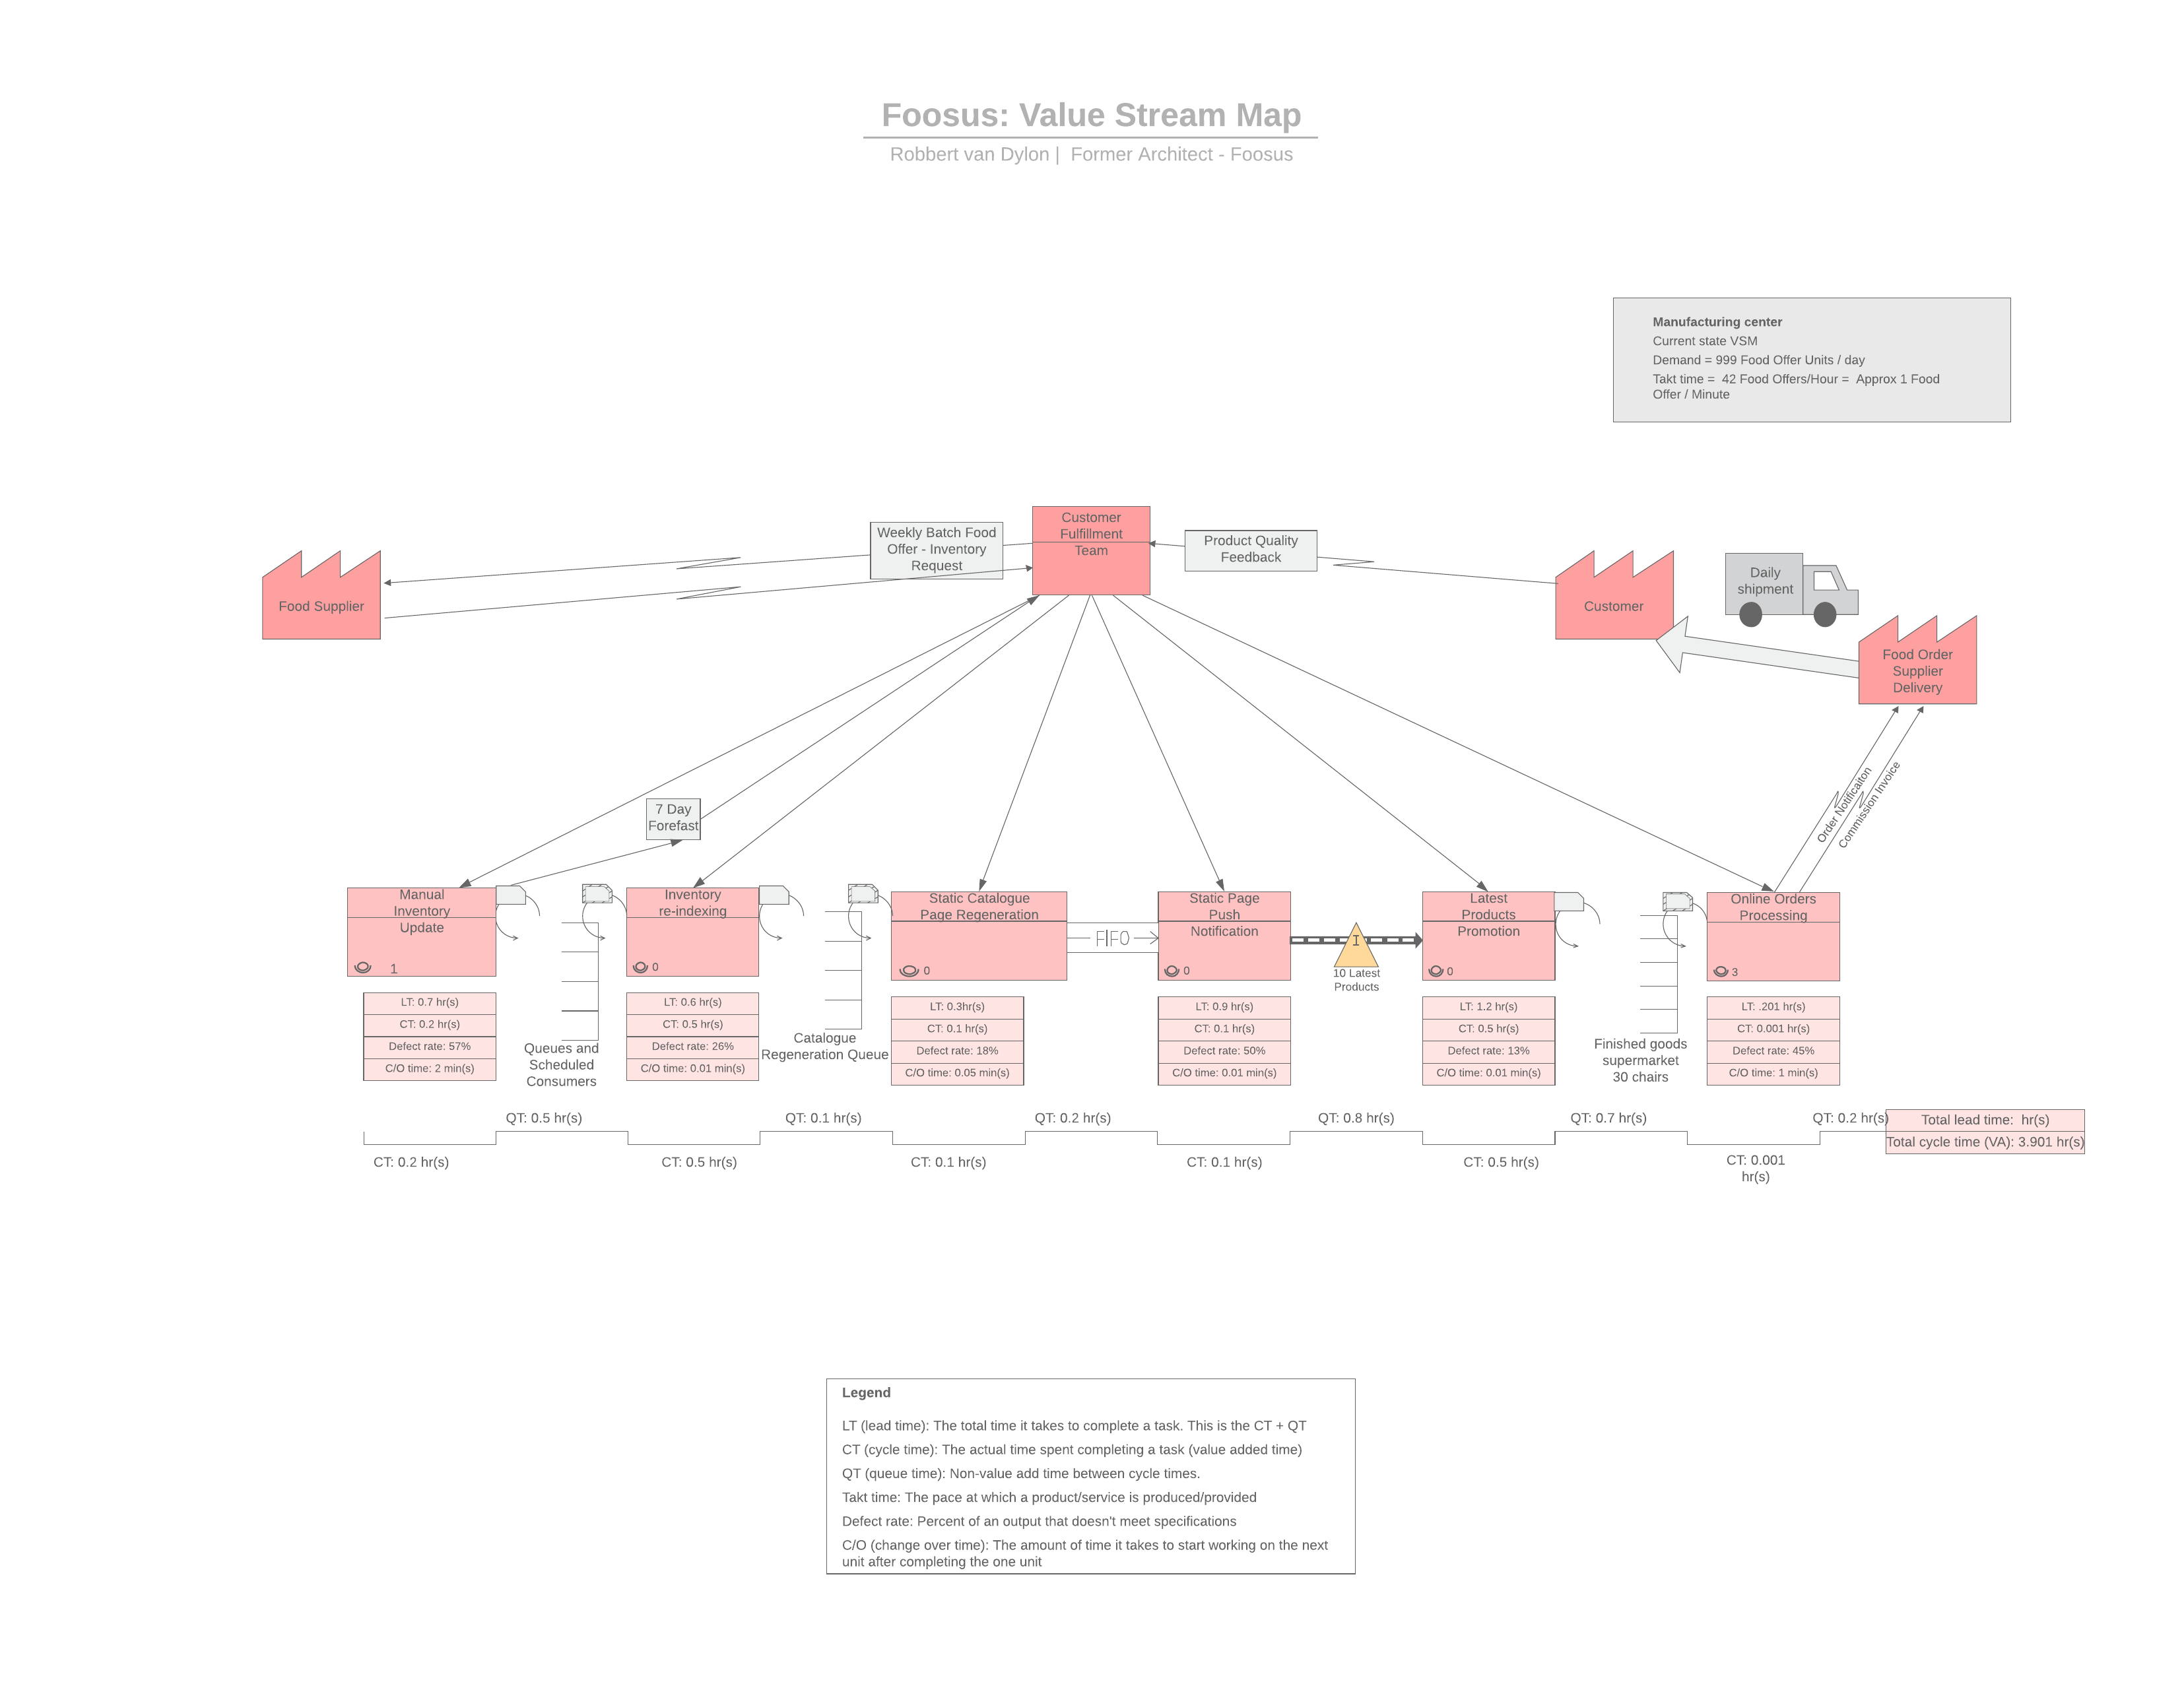 Foosus: Value Stream Map
Robbert van Dylon |  Former Architect - Foosus
Manufacturing center
Current state VSM
Demand = 999 Food Offer Units / day
Takt time =  42 Food Offers/Hour =  Approx 1 Food
Offer / Minute
Customer
Fulfillment
Team
Weekly Batch Food
Offer - Inventory
Request
Product Quality
Feedback
Food Supplier
Customer
Daily
shipment
Food Order
Supplier
Delivery
Order Notificaiton
Commission Invoice
7 Day
Forefast
Manual
Inventory
Update
1
LT: 0.7 hr(s)
CT: 0.2 hr(s)
Defect rate: 57%
C/O time: 2 min(s)
Queues and
Scheduled
Consumers
Inventory
re-indexing
0
LT: 0.6 hr(s)
CT: 0.5 hr(s)
Defect rate: 26%
C/O time: 0.01 min(s)
Catalogue
Regeneration Queue
Static Catalogue
Page Regeneration
0
LT: 0.3hr(s)
CT: 0.1 hr(s)
Defect rate: 18%
C/O time: 0.05 min(s)
FIFO
Static Page
Push
Notification
0
LT: 0.9 hr(s)
CT: 0.1 hr(s)
Defect rate: 50%
C/O time: 0.01 min(s)
I
10 Latest
Products
Latest
Products
Promotion
0
LT: 1.2 hr(s)
CT: 0.5 hr(s)
Defect rate: 13%
C/O time: 0.01 min(s)
Finished goods
supermarket
30 chairs
Online Orders
Processing
3
LT: .201 hr(s)
CT: 0.001 hr(s)
Defect rate: 45%
C/O time: 1 min(s)
QT: 0.5 hr(s)
QT: 0.1 hr(s)
QT: 0.2 hr(s)
QT: 0.8 hr(s)
QT: 0.7 hr(s)
QT: 0.2 hr(s)
Total lead time:  hr(s)
Total cycle time (VA): 3.901 hr(s)
CT: 0.2 hr(s)
CT: 0.5 hr(s)
CT: 0.1 hr(s)
CT: 0.1 hr(s)
CT: 0.5 hr(s)
CT: 0.001
hr(s)
Legend
LT (lead time): The total time it takes to complete a task. This is the CT + QT
CT (cycle time): The actual time spent completing a task (value added time)
QT (queue time): Non-value add time between cycle times.
Takt time: The pace at which a product/service is produced/provided
Defect rate: Percent of an output that doesn't meet specifications
C/O (change over time): The amount of time it takes to start working on the next
unit after completing the one unit